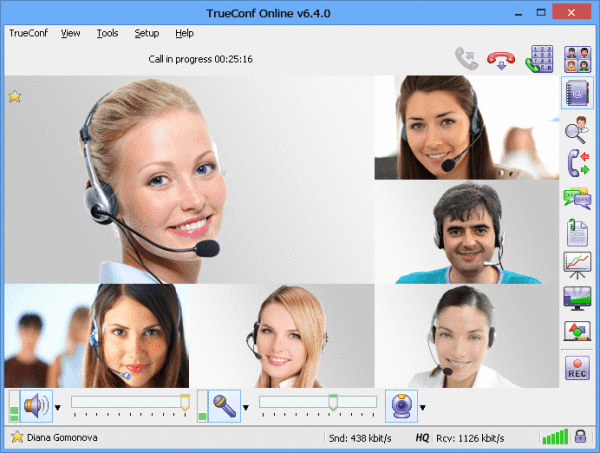 TrueConf Online v6.4.0
TrueConf View Tools Setup Help
Call in progress 00:25:16
REC
Diana Gomonova Snd: 438 kbit/s HQ Rcv: 1126 kbit/s